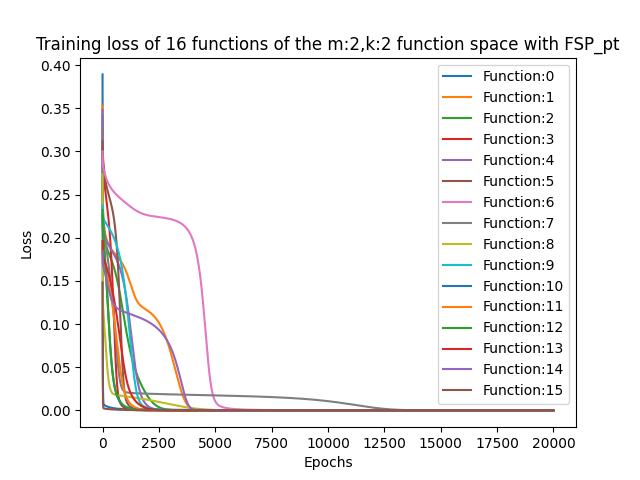 Training loss of 16 functions of the m:2,k:2 function space with FSP_pt
Loss
0.40
0.35
0.30
0.25
0.20
0.15
0.10
0.05
0.00
Function:0
Function:1
Function:2
Function:3
Function:4
Function:5
Function:6
Function:7
Function:8
Function:9
Function:10
Function:11
Function:12
Function:13
Function:14
Function:15
0 2500 5000 7500 10000 12500 15000 17500 20000
Epochs